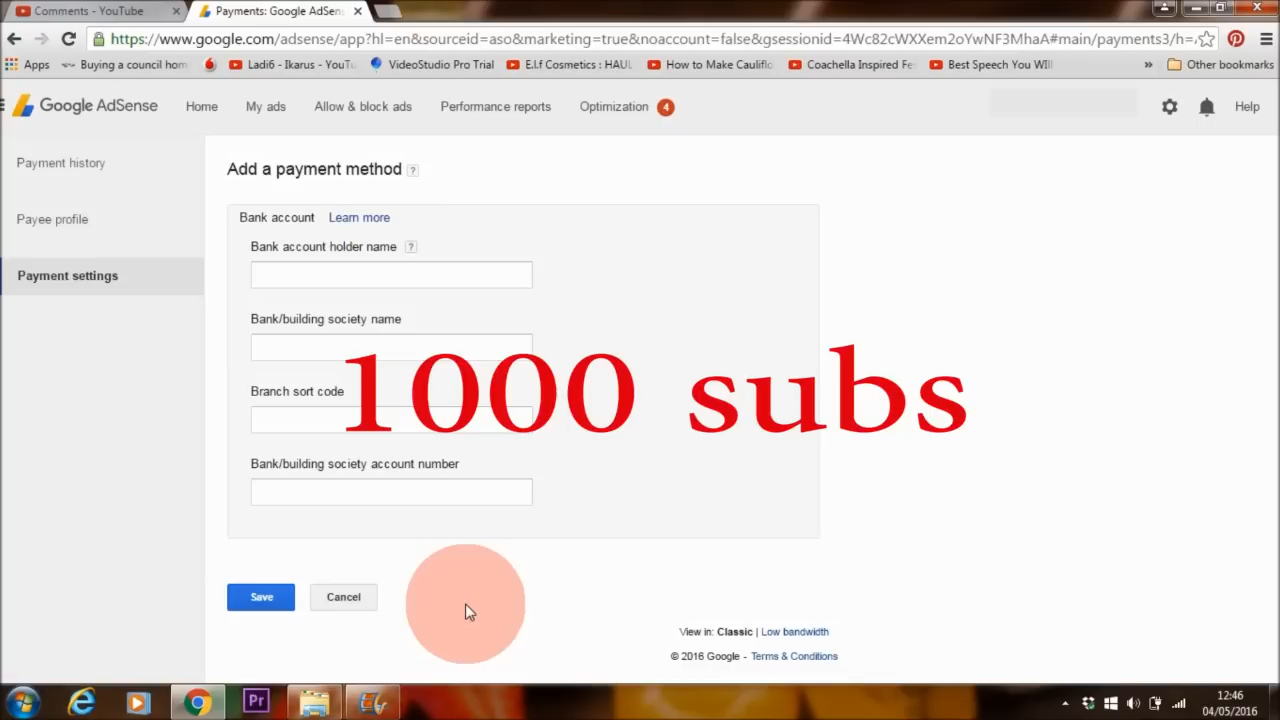 Comments - YouTube
Payments: Google AdSens
https://www.google.com/adsense/app?hl=en&sourceid=aso&marketing=true&noaccount=false&gsessionid=4Wc82cWXXem2oYwNF3MhaA#main/payments3/h=
Apps
Buying a council hom
Ladi6 - Ikarus - YouTu
VideoStudio Pro Trial
E.l.f Cosmetics : HAUL
How to Make Cauliflo
Coachella Inspired Fe
Best Speech You Will
» Other bookmarks
Google AdSense
Home
My ads
Allow & block ads
Performance reports
Optimization 4
Help
Payment history
Payee profile
Payment settings
Add a payment method ?
Bank account Learn more
Bank account holder name ?
Bank/building society name
Branch sort code
1000 subs
Bank/building society account number
Save
Cancel
View in: Classic | Low bandwidth
© 2016 Google - Terms & Conditions
Pr
12:46
04/05/2016